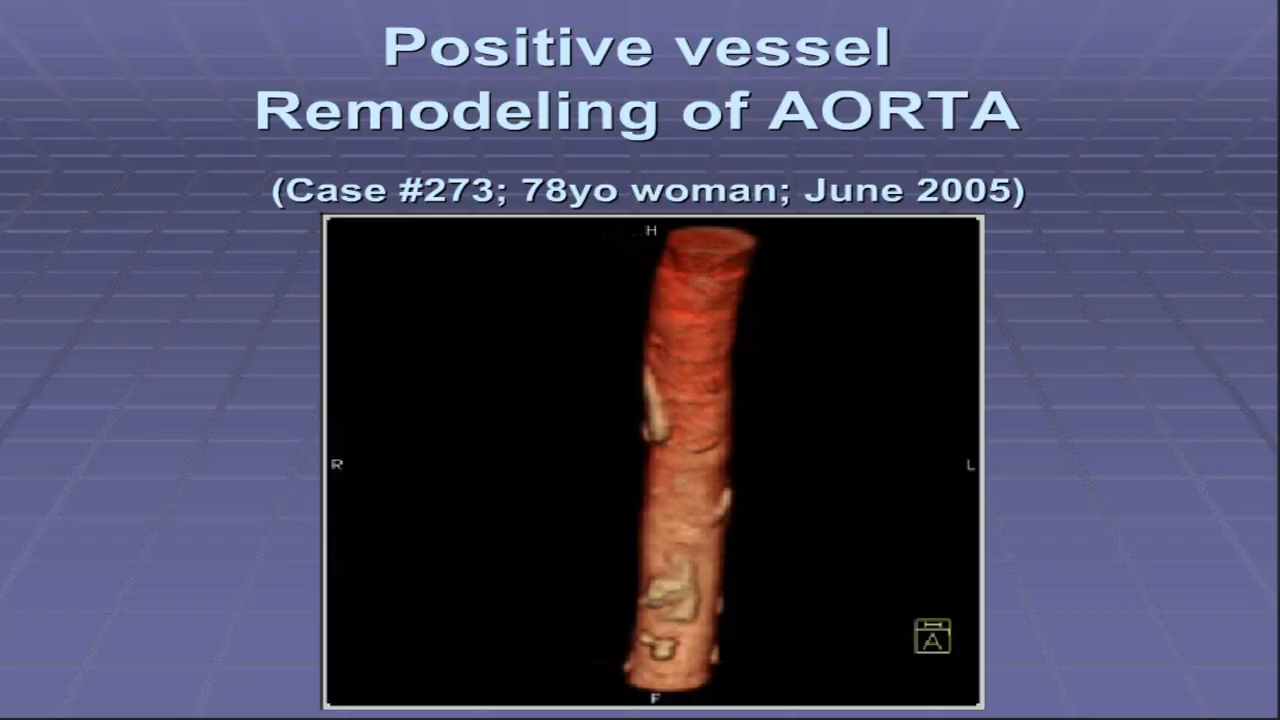 Positive vessel
Remodeling of AORTA
(Case #273; 78yo woman; June 2005)
H
R
L
A
F